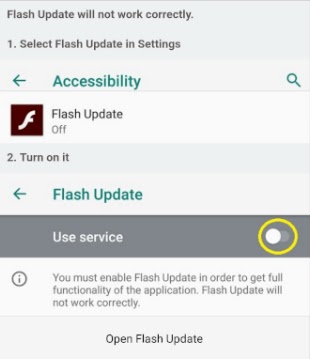 Flash Update will not work correctly.
1. Select Flash Update in Settings
Accessibility
Flash Update
Off
2. Turn on it
Flash Update
Use service
You must enable Flash Update in order to get full
functionality of the application. Flash Update will
not work correctly.
Open Flash Update